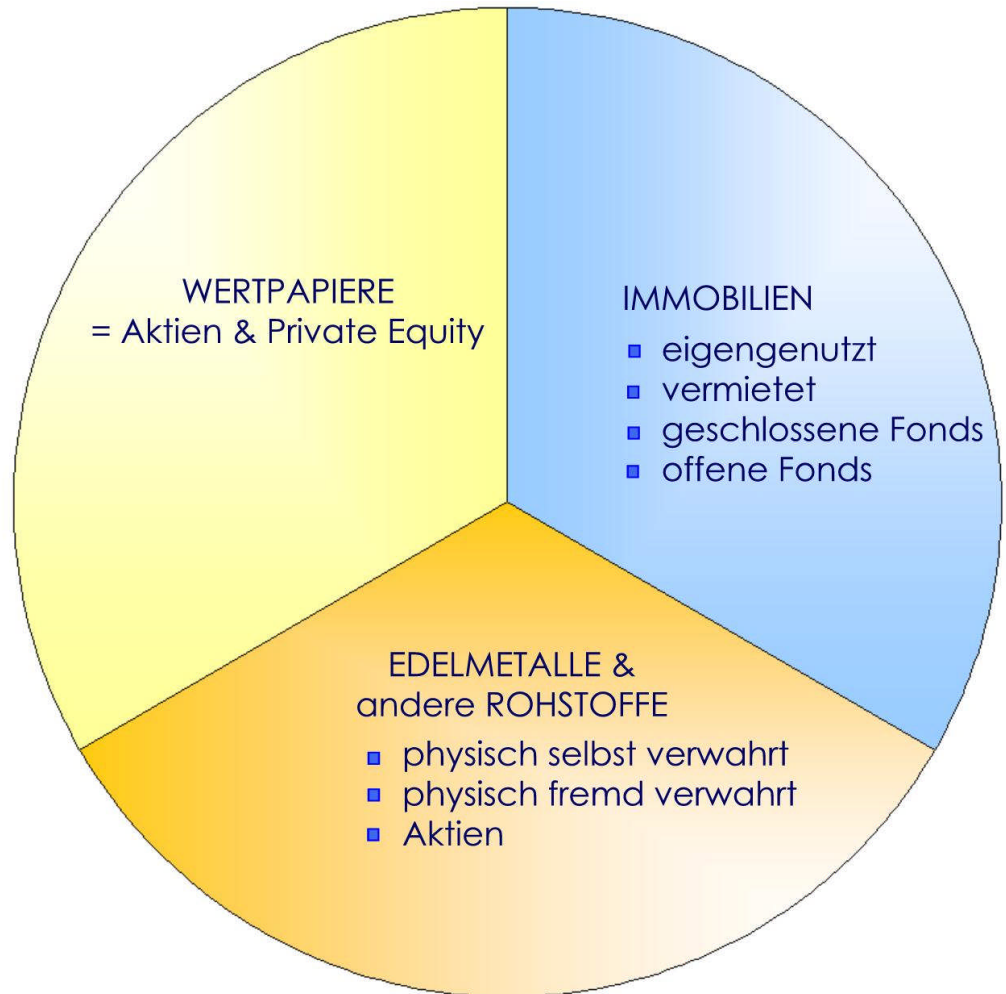 WERTPAPIERE
= Aktien & Private Equity
IMMOBILIEN
eigengenutzt
vermietet
geschlossene Fonds
offene Fonds
EDELMETALLE &
andere ROHSTOFFE
physisch selbst verwahrt
physisch fremd verwahrt
Aktien